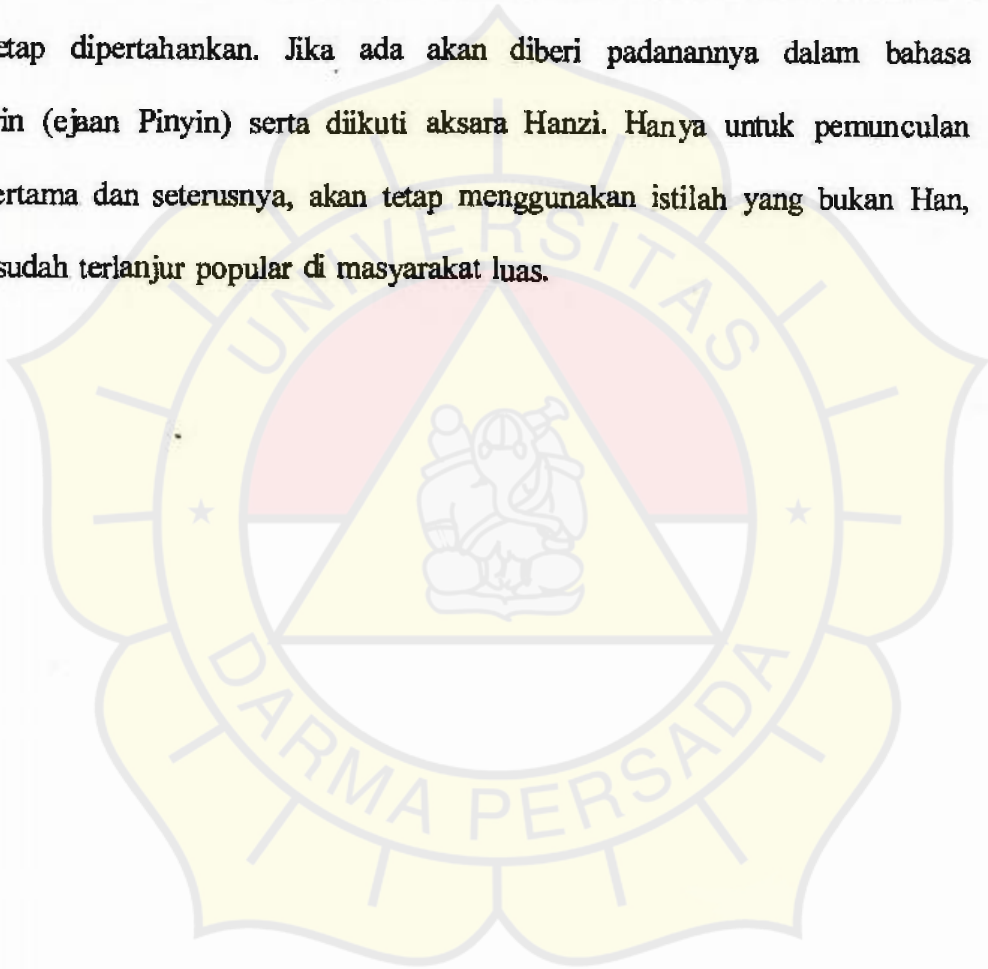 etap dipertahankan. Jika ada akan diberi padanannya dalam bahasa
rin (ejaan Pinyin) serta diikuti aksara Hanzi. Hanya untuk pemunculan
ertama dan seterusnya, akan tetap menggunakan istilah yang bukan Han,
sudah terlanjur popular di masyarakat luas.
UNIVERSITAS
DARMA PERSADA